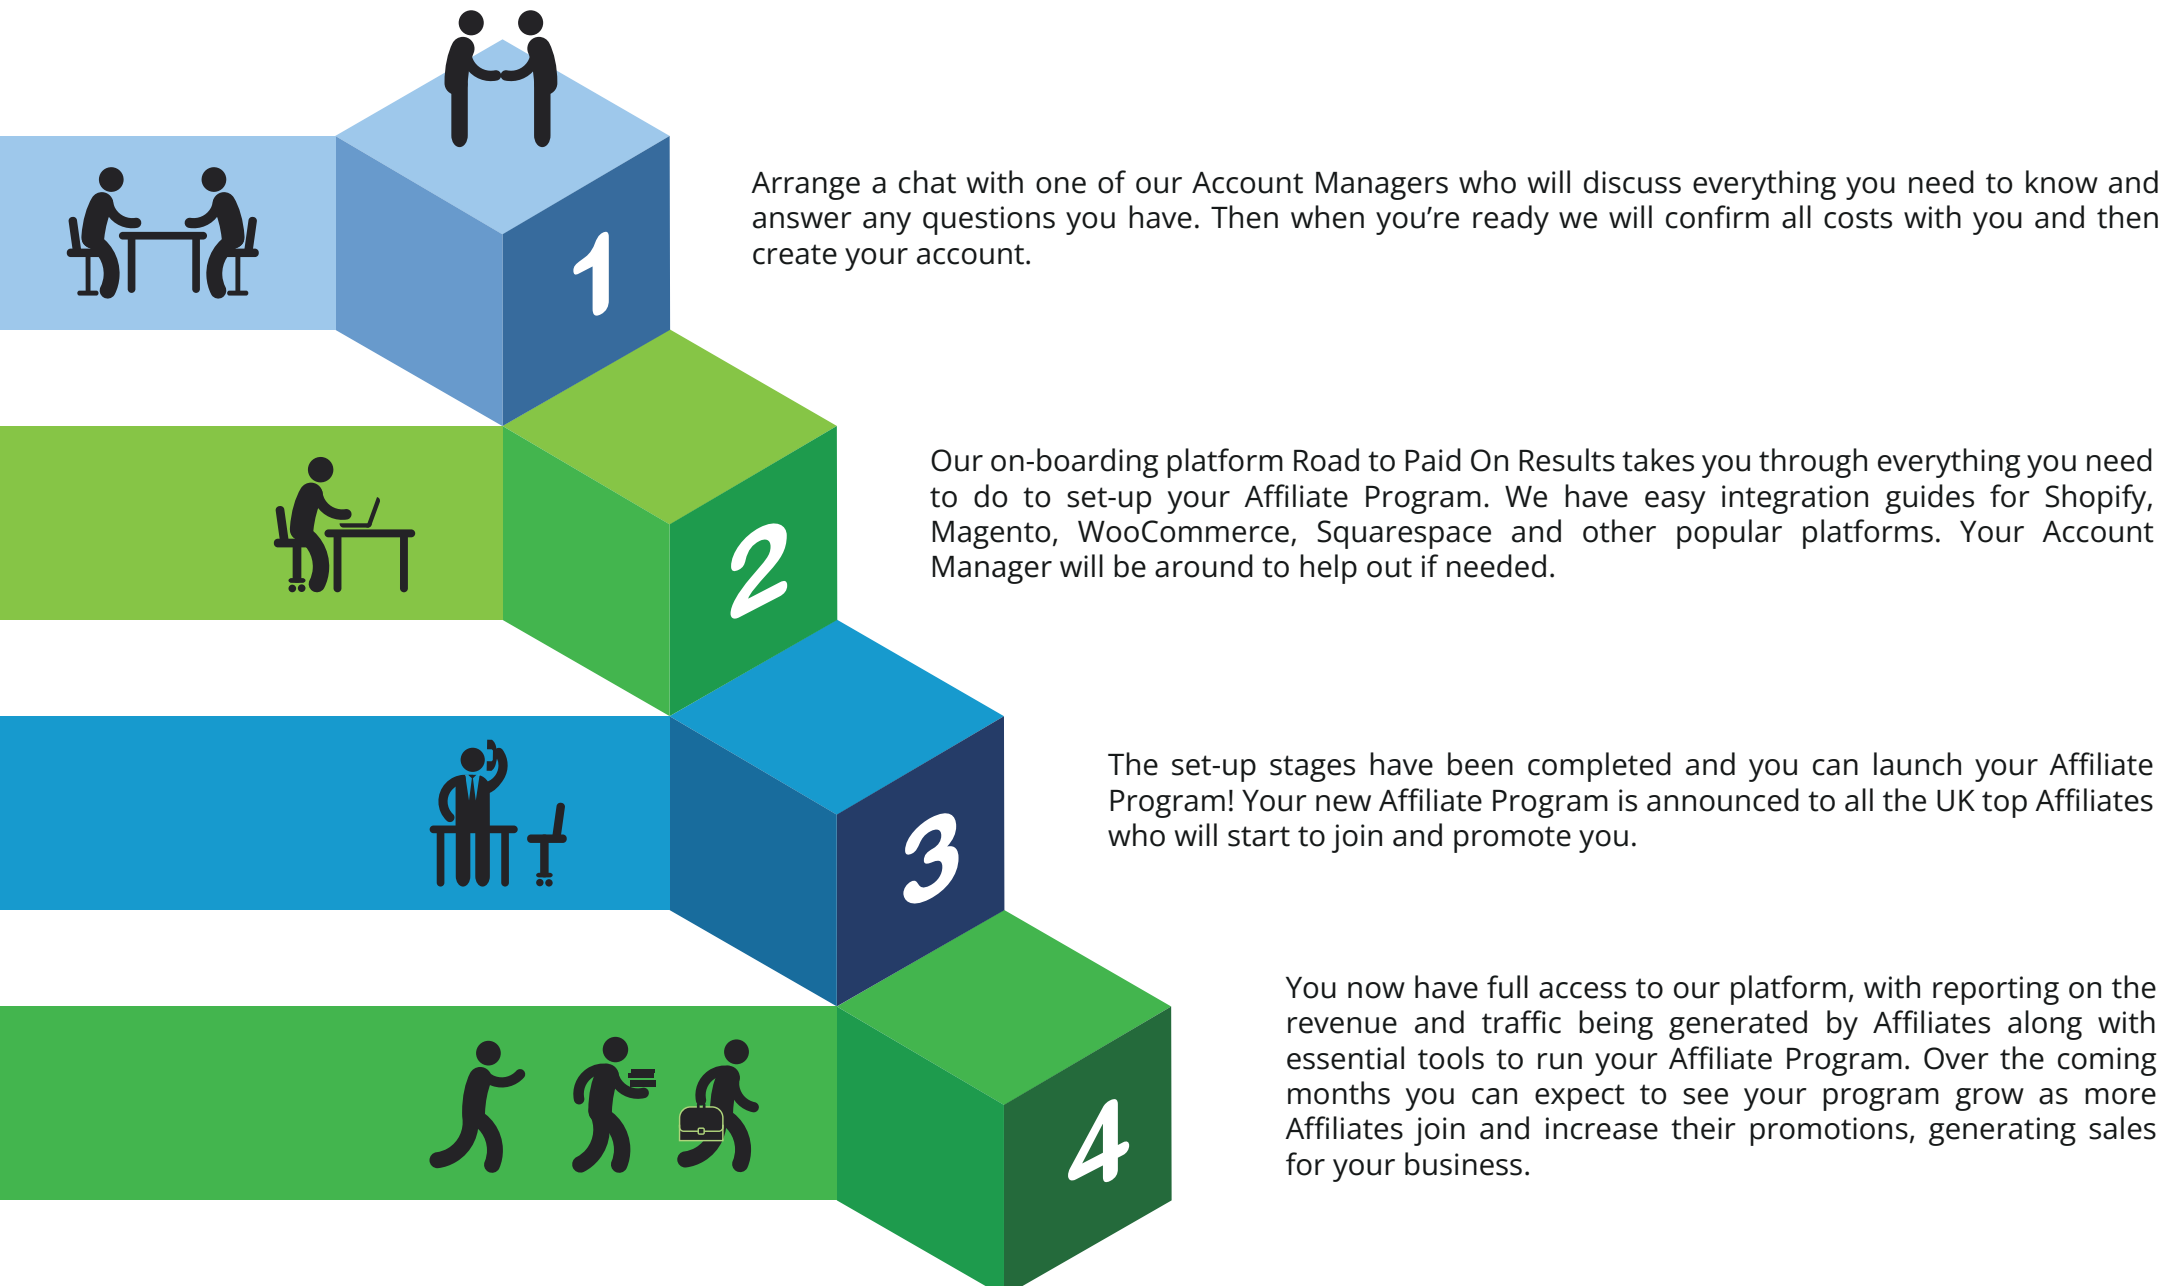 1
Arrange a chat with one of our Account Managers who will discuss everything you need to know and
answer any questions you have. Then when you’re ready we will confirm all costs with you and then
create your account.
2
Our on-boarding platform Road to Paid On Results takes you through everything you need
to do to set-up your Affiliate Program. We have easy integration guides for Shopify,
Magento, WooCommerce, Squarespace and other popular platforms. Your Account
Manager will be around to help out if needed.
3
The set-up stages have been completed and you can launch your Affiliate
Program! Your new Affiliate Program is announced to all the UK top Affiliates
who will start to join and promote you.
4
You now have full access to our platform, with reporting on the
revenue and traffic being generated by Affiliates along with
essential tools to run your Affiliate Program. Over the coming
months you can expect to see your program grow as more
Affiliates join and increase their promotions, generating sales
for your business.